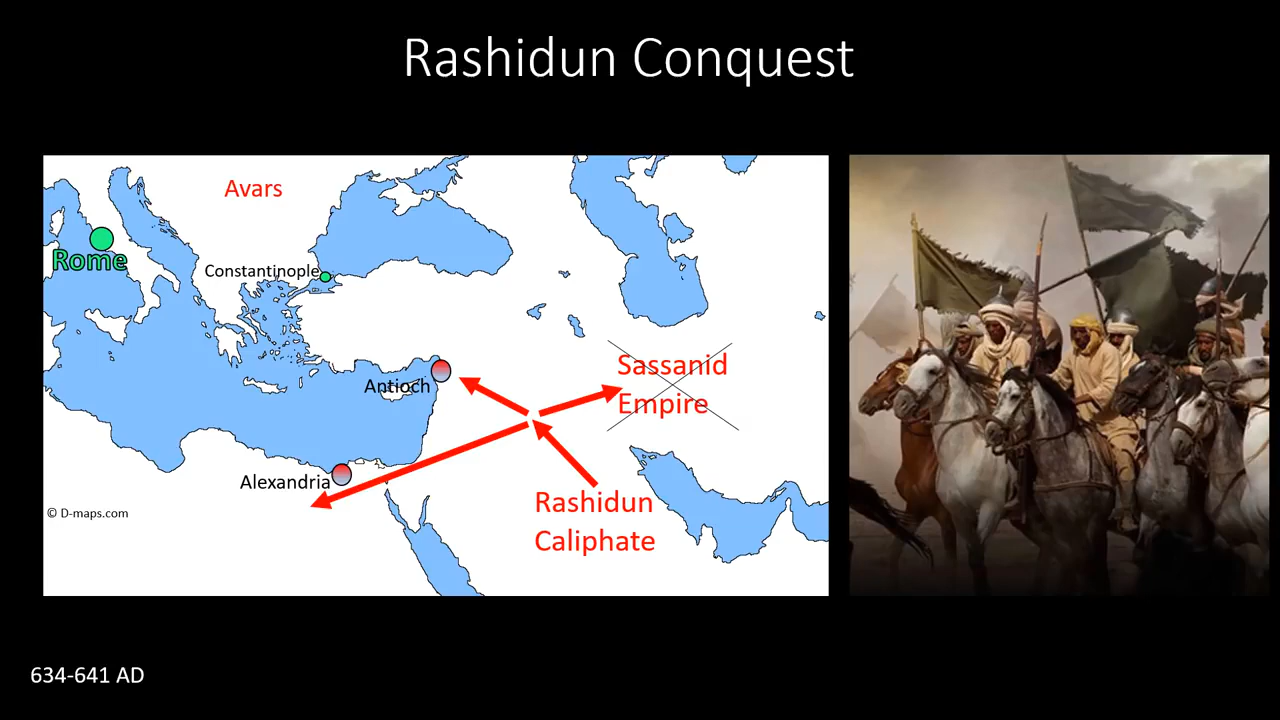 Rashidun Conquest
Avars
Rome
Constantinople
Sassanid
Empire
Antioch
Alexandria
Rashidun
Caliphate
© D-maps.com
634-641 AD